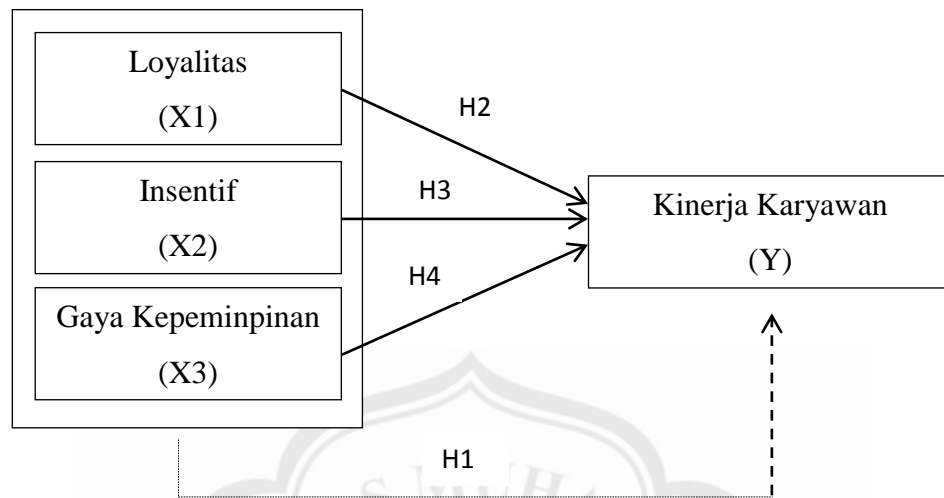 Loyalitas
(X1)
H2
Insentif
(X2)
H3
Kinerja Karyawan
(Y)
H4
Gaya Kepeminpinan
(X3)
H1